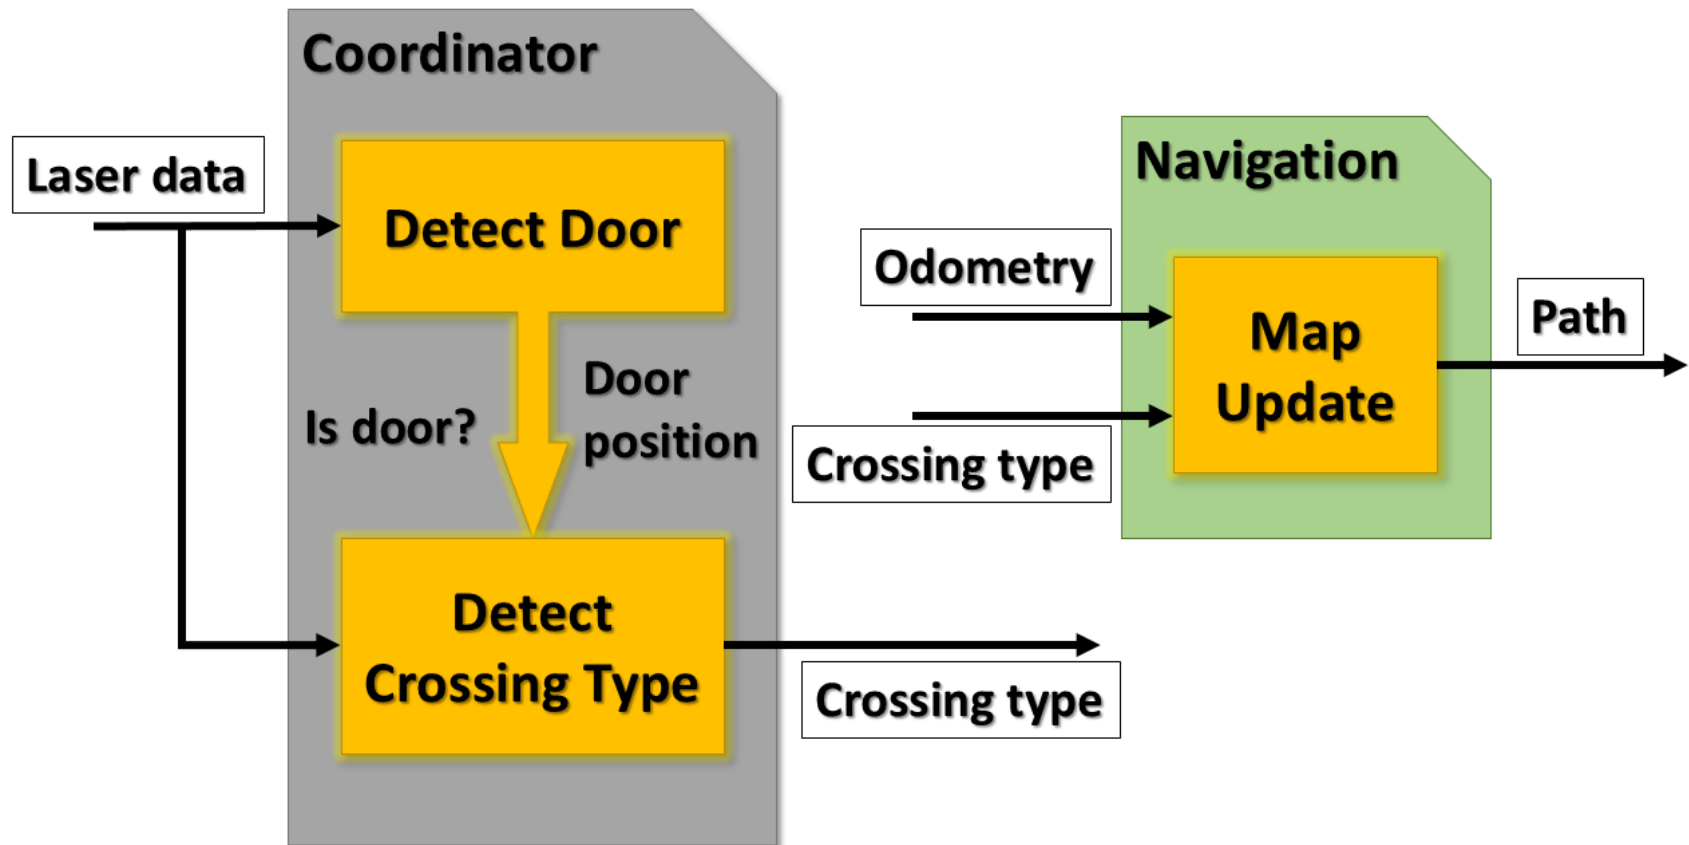 Coordinator
Laser data
Detect Door
Is door?
Door
position
Detect
Crossing Type
Crossing type
Navigation
Odometry
Crossing type
Map
Update
Path